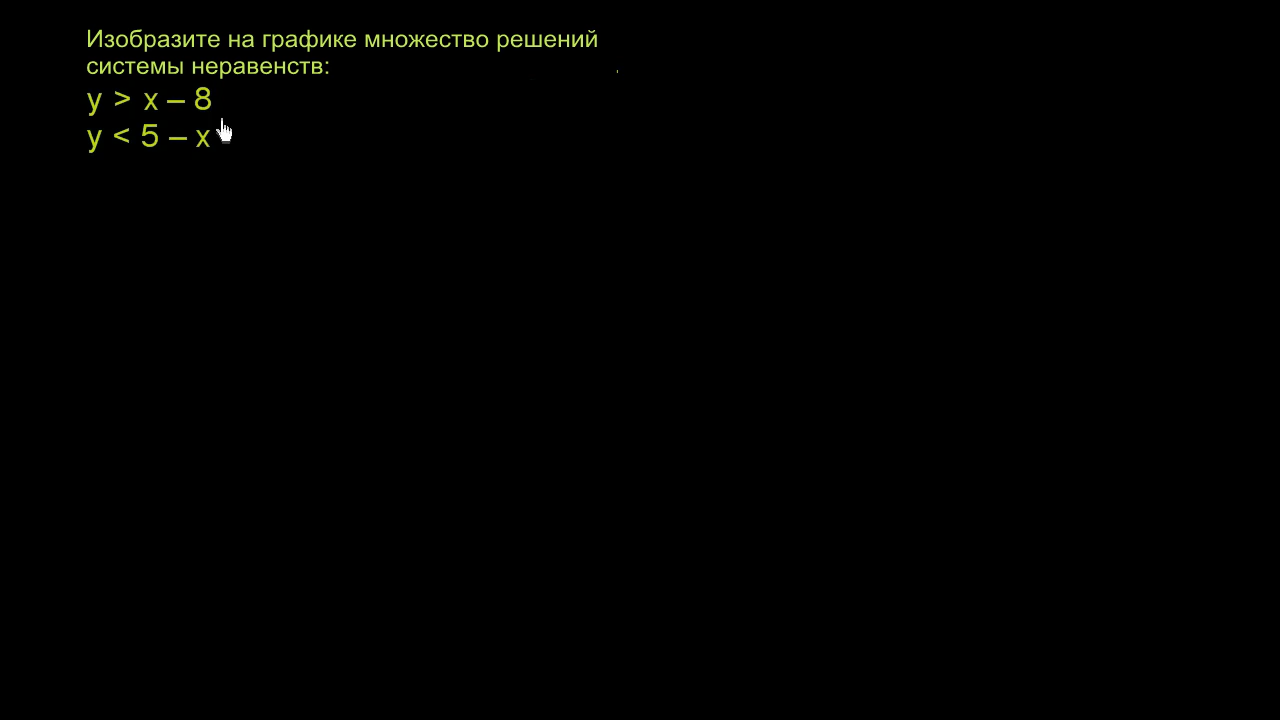 Изобразите на графике множество решений
системы неравенств:
y > x – 8
y < 5 – x